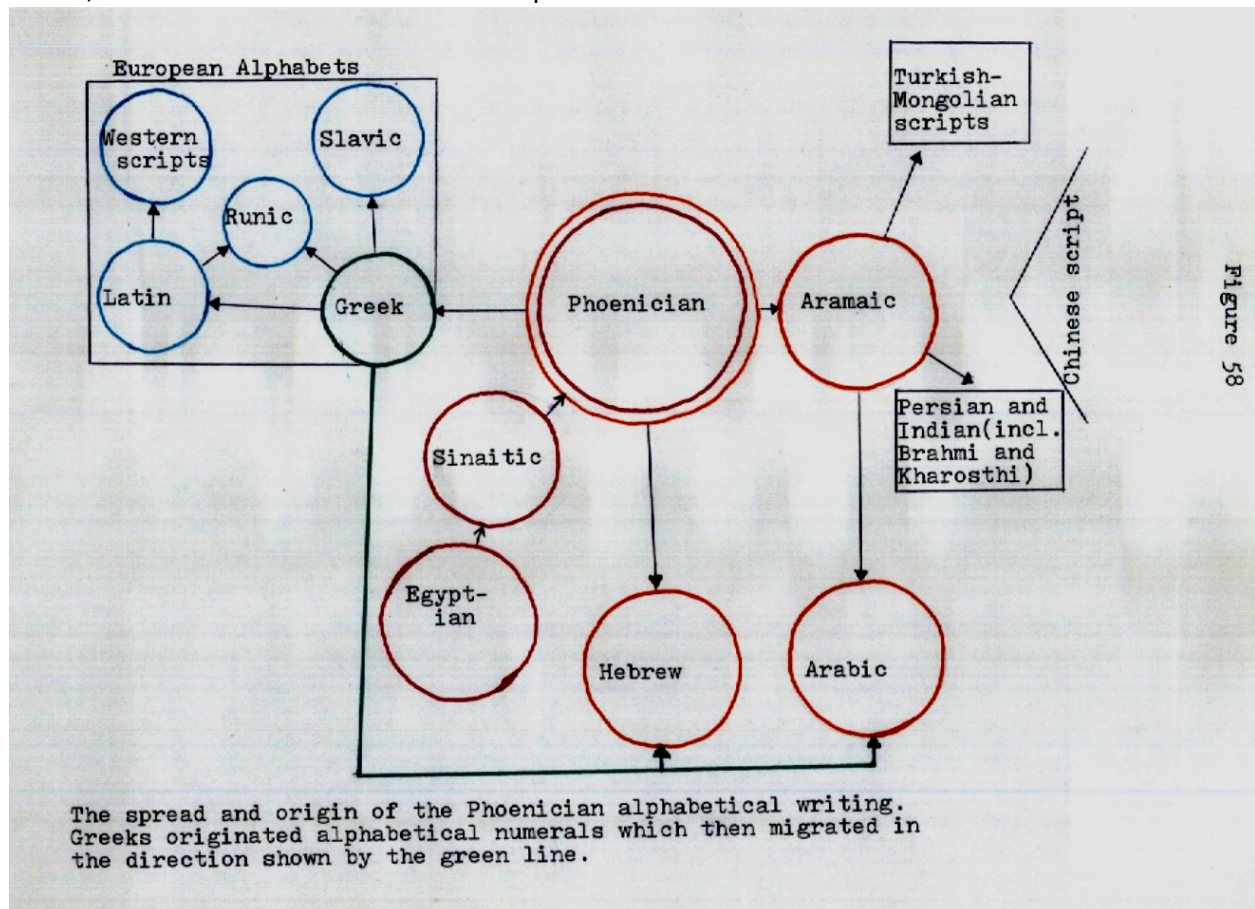 European Alphabets
Western
scripts
Slavic
Runic
Latin
Greek
Phoenician
Aramaic
Turkish-
Mongolian
scripts
Chinese script
Figure 58
Persian and
Indian(incl.
Brahmi and
Kharosthi)
Sinaitic
Egypt-
ian
Hebrew
Arabic
The spread and origin of the Phoenician alphabetical writing.
Greeks originated alphabetical numerals which then migrated in
the direction shown by the green line.